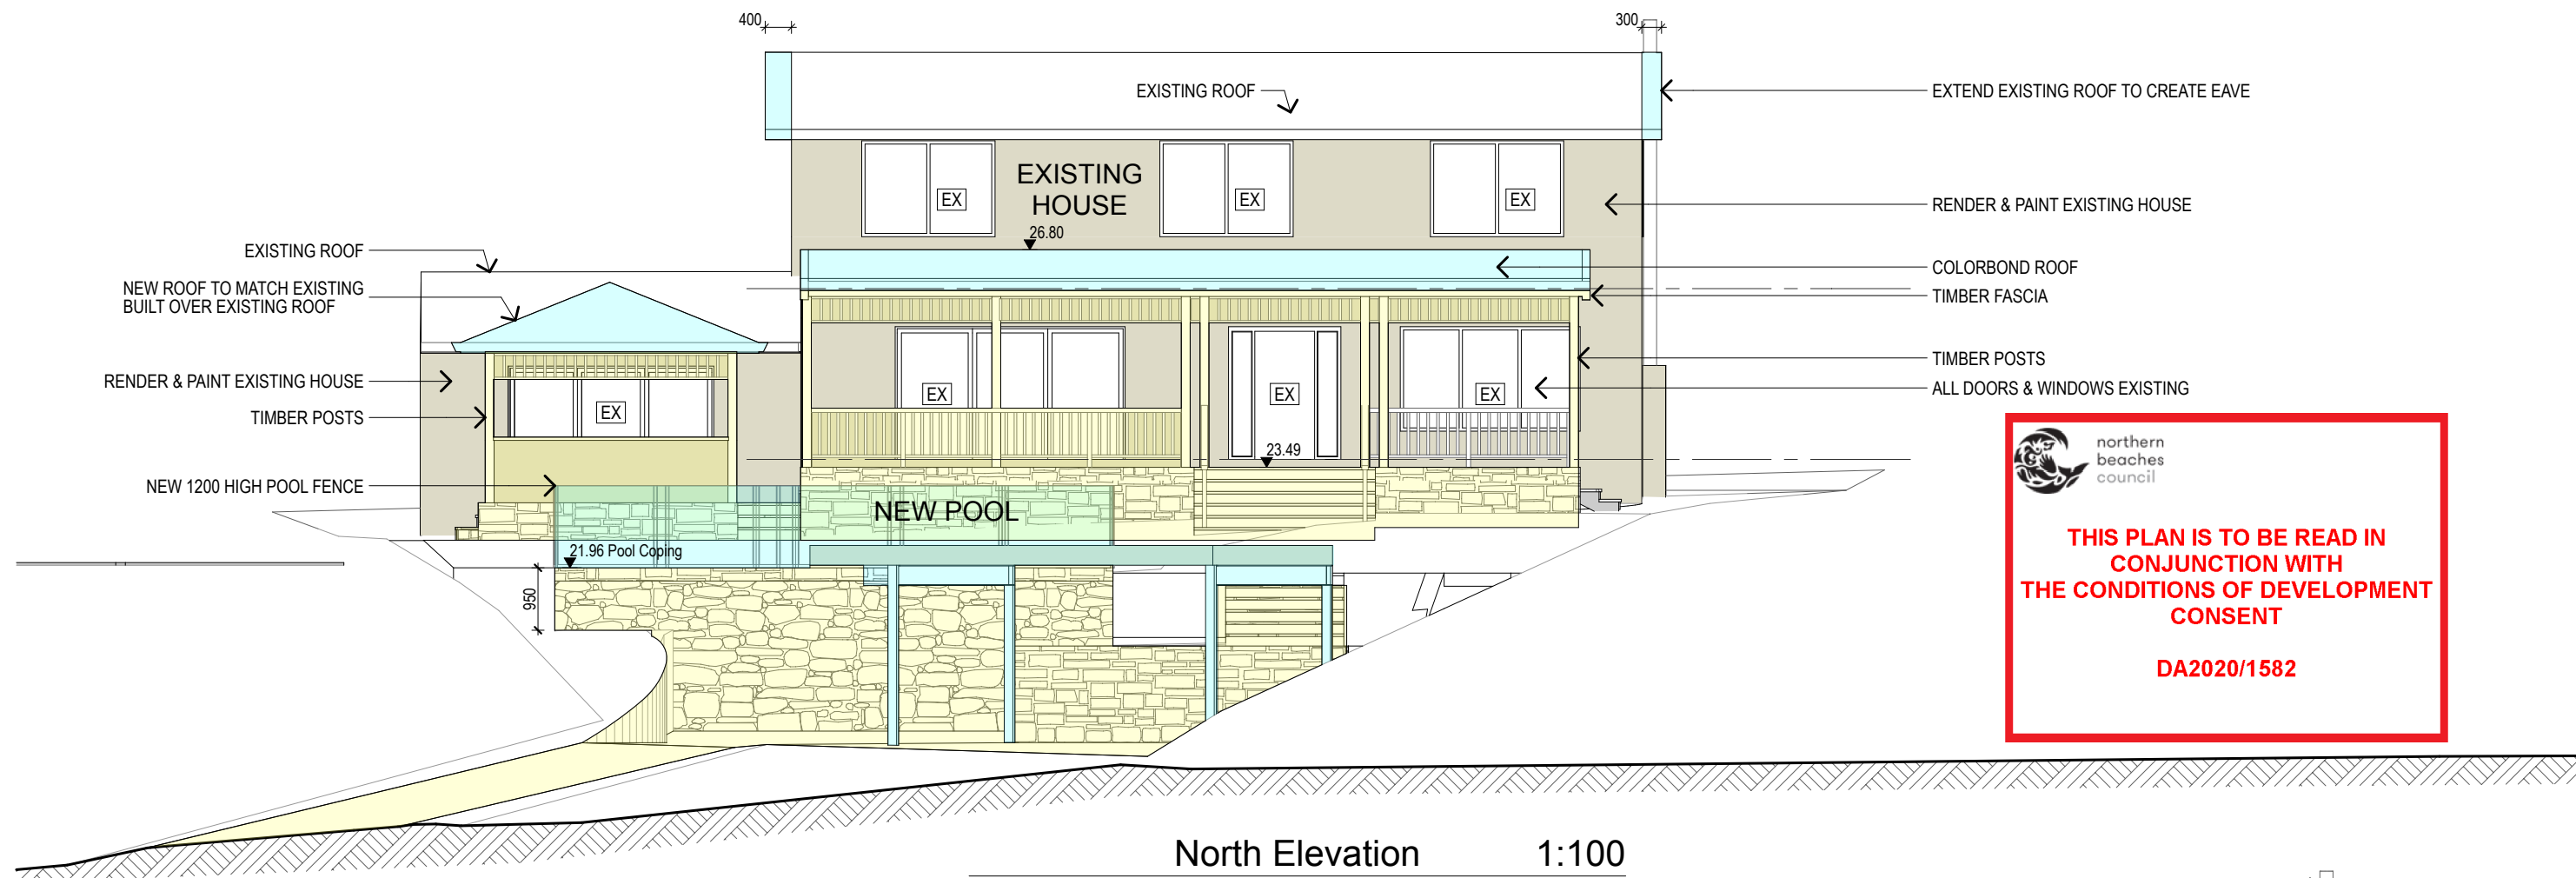 400
300
EXISTING ROOF
EXTEND EXISTING ROOF TO CREATE EAVE
EXISTING
HOUSE
EX
EX
EX
RENDER & PAINT EXISTING HOUSE
26.80
EXISTING ROOF
COLORBOND ROOF
NEW ROOF TO MATCH EXISTING
BUILT OVER EXISTING ROOF
TIMBER FASCIA
TIMBER POSTS
RENDER & PAINT EXISTING HOUSE
ALL DOORS & WINDOWS EXISTING
EX
EX
EX
EX
TIMBER POSTS
23.49
NEW 1200 HIGH POOL FENCE
NEW POOL
21.96 Pool Coping
950
northern
beaches
council
THIS PLAN IS TO BE READ IN
CONJUNCTION WITH
THE CONDITIONS OF DEVELOPMENT
CONSENT
DA2020/1582
North Elevation 1:100